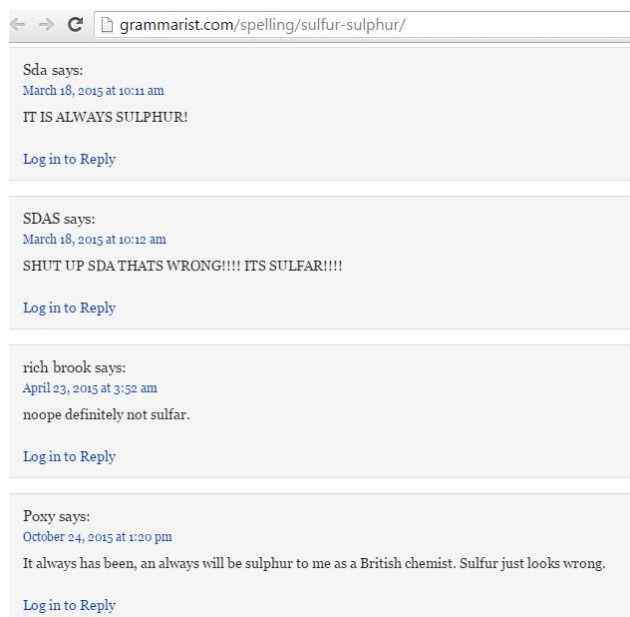 grammarist.com/spelling/sulfur-sulphur/
Sda says:
March 18, 2015 at 10:11 am
IT IS ALWAYS SULPHUR!
Log in to Reply
SDAS says:
March 18, 2015 at 10:12 am
SHUT UP SDA THATS WRONG!!!! ITS SULFAR!!!!
Log in to Reply
rich brook says:
April 23, 2015 at 3:52 am
noope definitely not sulfar.
Log in to Reply
Poxy says:
October 24, 2015 at 1:20 pm
It always has been, an always will be sulphur to me as a British chemist. Sulfur just looks wrong.
Log in to Reply